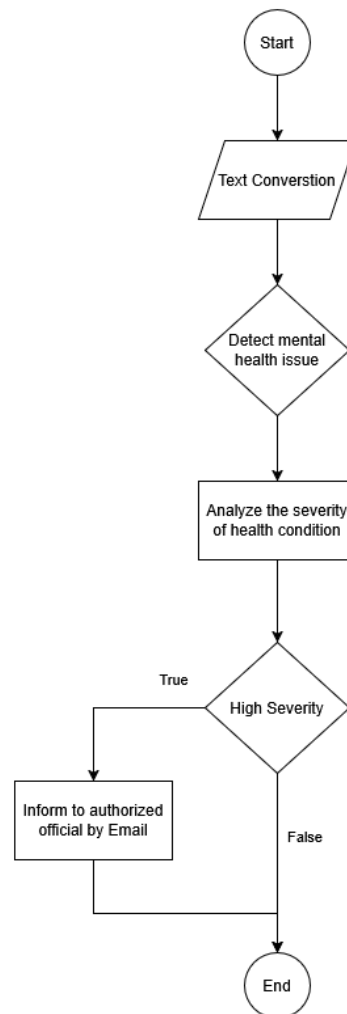 Start
Text Converstion
Detect mental
health issue
Analyze the severity
of health condition
True
High Severity
Inform to authorized
official by Email
False
End